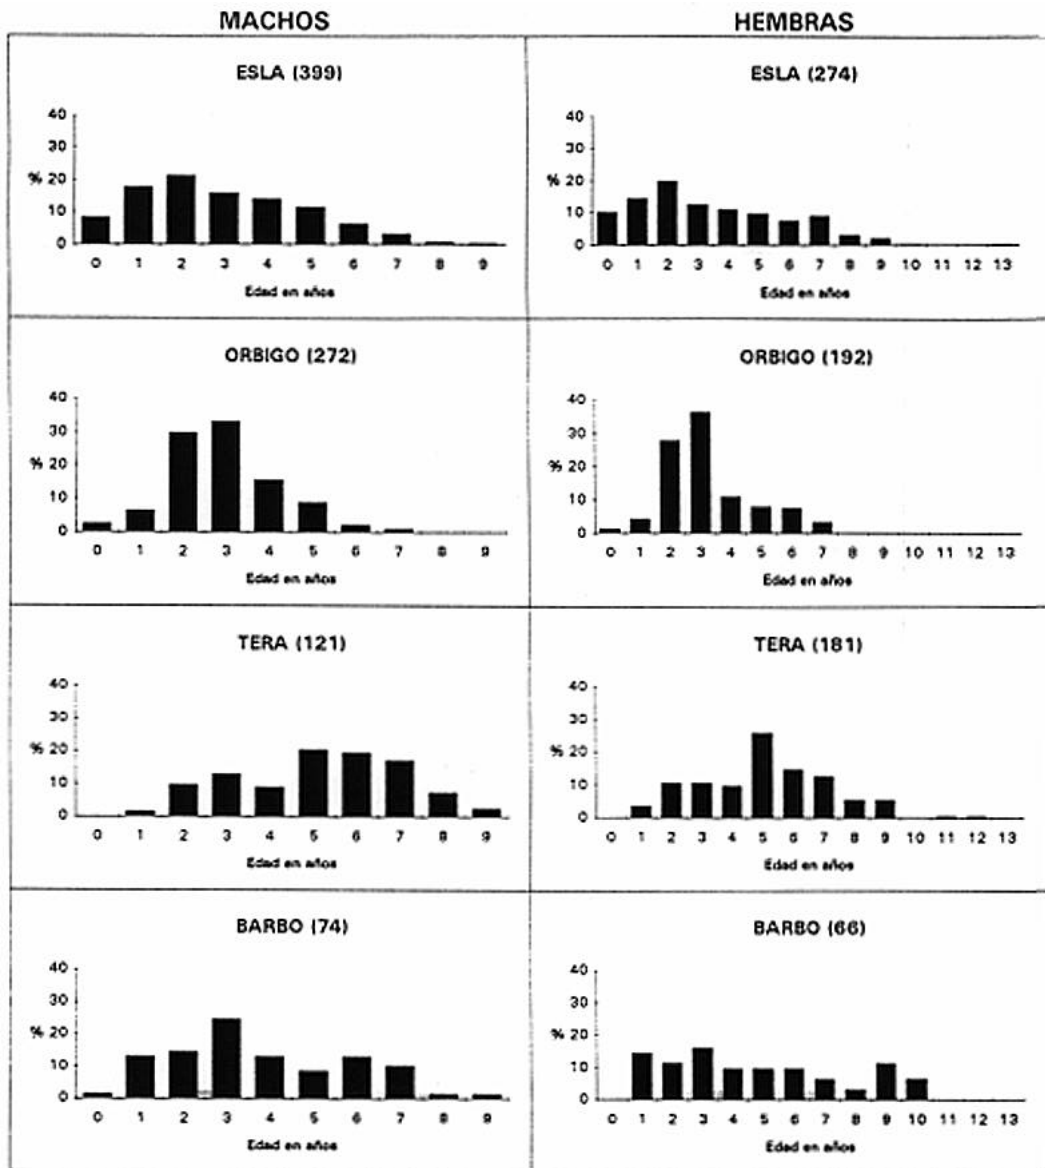 MACHOS HEMBRAS
ESLA (399)
40
30
% 20
10
0
0 1 2 3 4 5 6 7 8 9
Edad en años
ESLA (274)
40
30
% 20
10
0
0 1 2 3 4 5 6 7 8 9 10 11 12 13
Edad en años
ORBIGO (272)
40
30
% 20
10
0
0 1 2 3 4 5 6 7 8 9
Edad en años
ORBIGO (192)
40
30
% 20
10
0
0 1 2 3 4 5 6 7 8 9 10 11 12 13
Edad en años
TERA (121)
40
30
% 20
10
0
0 1 2 3 4 5 6 7 8 9
Edad en años
TERA (181)
40
30
% 20
10
0
0 1 2 3 4 5 6 7 8 9 10 11 12 13
Edad en años
BARBO (74)
40
30
% 20
10
0
0 1 2 3 4 5 6 7 8 9
Edad en años
BARBO (66)
40
30
% 20
10
0
0 1 2 3 4 5 6 7 8 9 10 11 12 13
Edad en años